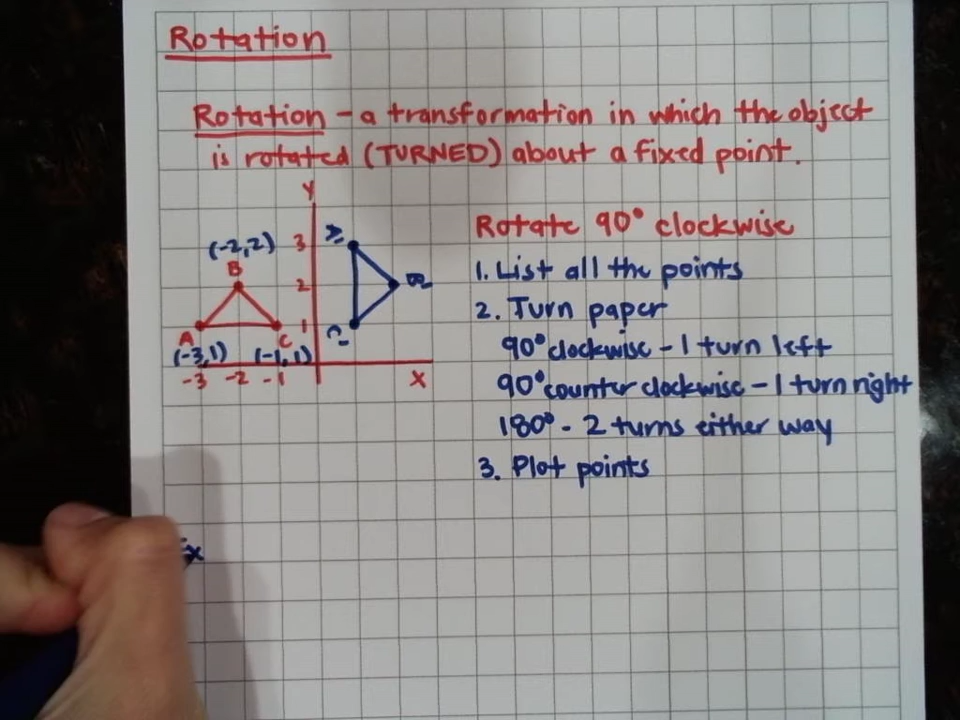 Rotation
Rotation - a transformation in which the object
is rotated (TURNED) about a fixed point.
Y
(-2,2) 3 A
B
2 B
1
A C C
(-3,1) (-1,1)
-3 -2 -1 X
Rotate 90° clockwise
1. List all the points
2. Turn paper
90° clockwise - 1 turn left
90° counter clockwise - 1 turn right
180° - 2 turns either way
3. Plot points
Ex